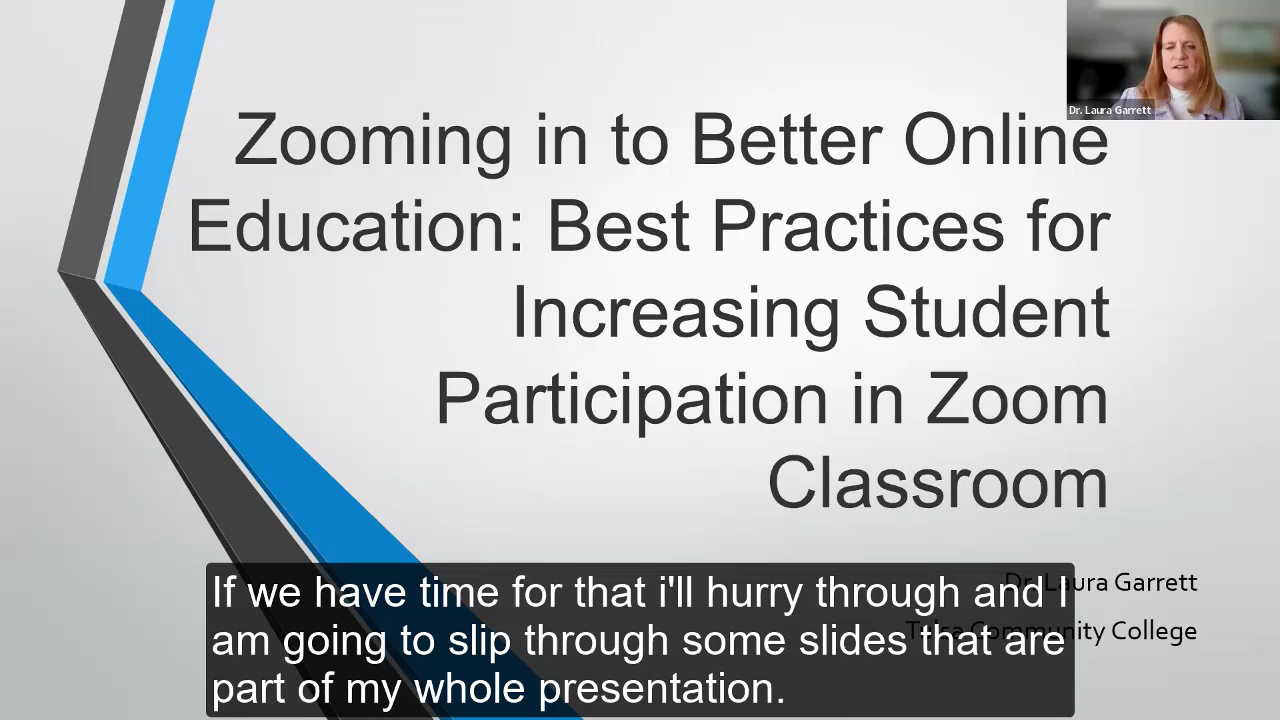 Dr. Laura Garrett
Zooming in to Better Online
Education: Best Practices for
Increasing Student
Participation in Zoom
Classroom
Dr. Laura Garrett
Tulsa Community College
If we have time for that i'll hurry through and I
am going to slip through some slides that are
part of my whole presentation.